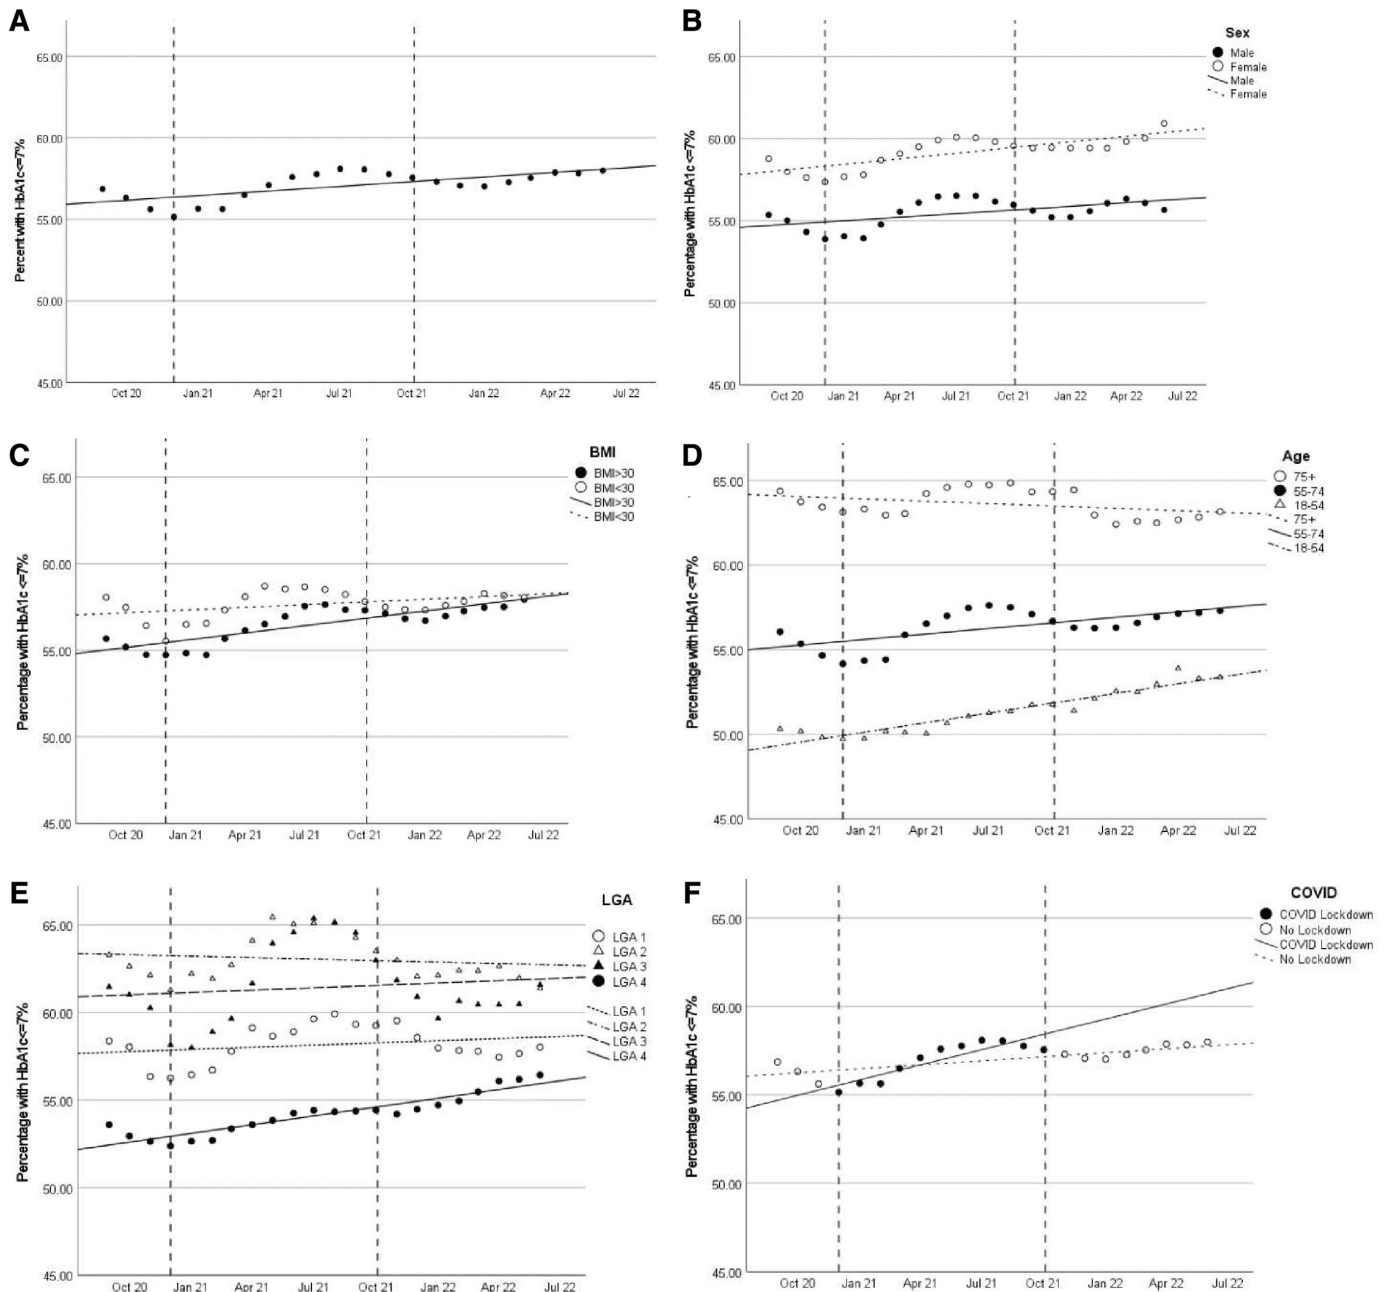 A
Percent with HbA1c<=7%
65.00
60.00
55.00
50.00
45.00
Oct 20 Jan 21 Apr 21 Jul 21 Oct 21 Jan 22 Apr 22 Jul 22
B
Percentage with HbA1c <=7%
65.00
60.00
55.00
50.00
45.00
Oct 20 Jan 21 Apr 21 Jul 21 Oct 21 Jan 22 Apr 22 Jul 22
Sex
Male
Female
Male
Female
C
Percentage with HbA1c <=7%
65.00
60.00
55.00
50.00
45.00
Oct 20 Jan 21 Apr 21 Jul 21 Oct 21 Jan 22 Apr 22 Jul 22
BMI
BMI>30
BMI<30
BMI>30
BMI<30
D
Percentage with HbA1c <=7%
65.00
60.00
55.00
50.00
45.00
Oct 20 Jan 21 Apr 21 Jul 21 Oct 21 Jan 22 Apr 22 Jul 22
Age
75+
55-74
18-54
75+
55-74
18-54
E
Percentage with HbA1c<=7%
65.00
60.00
55.00
50.00
45.00
Oct 20 Jan 21 Apr 21 Jul 21 Oct 21 Jan 22 Apr 22 Jul 22
LGA
LGA 1
LGA 2
LGA 3
LGA 4
LGA 1
LGA 2
LGA 3
LGA 4
F
Percentage with HbA1c<=7%
65.00
60.00
55.00
50.00
45.00
Oct 20 Jan 21 Apr 21 Jul 21 Oct 21 Jan 22 Apr 22 Jul 22
COVID
COVID Lockdown
No Lockdown
COVID Lockdown
No Lockdown